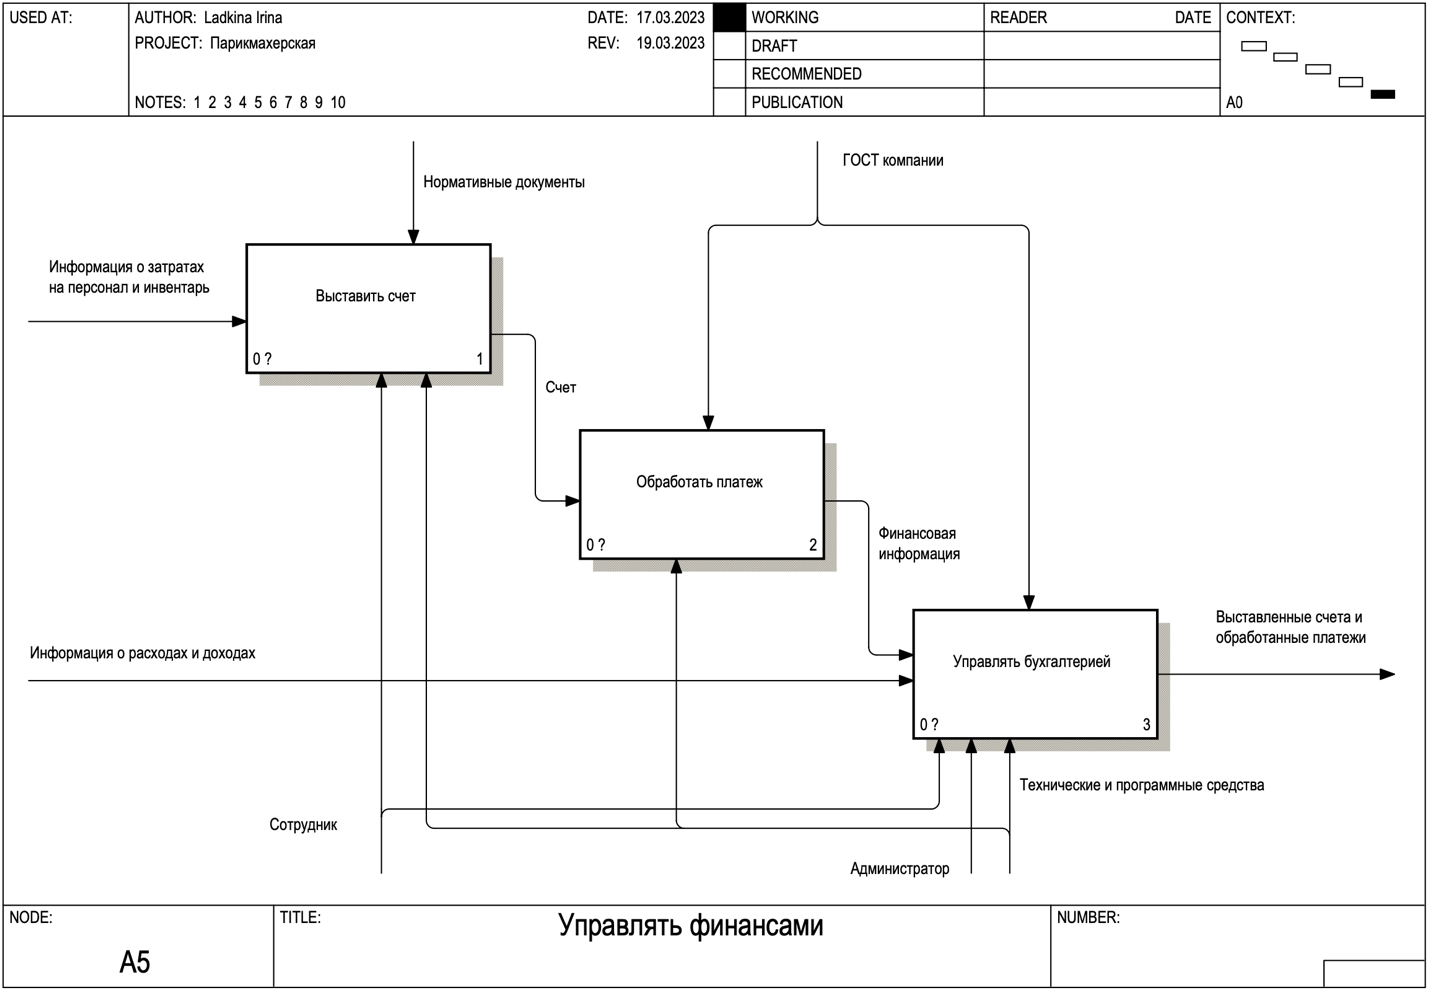 USED AT:
AUTHOR: Ladkina Irina
DATE: 17.03.2023
PROJECT: Парикмахерская
REV: 19.03.2023
NOTES: 1 2 3 4 5 6 7 8 9 10
WORKING
DRAFT
RECOMMENDED
PUBLICATION
READER
DATE
CONTEXT:
A0
Нормативные документы
ГОСТ компании
Информация о затратах
на персонал и инвентарь
Выставить счет
0 ?
1
Счет
Обработать платеж
0 ?
2
Финансовая
информация
Выставленные счета и
обработанные платежи
Информация о расходах и доходах
Управлять бухгалтерией
0 ?
3
Технические и программные средства
Сотрудник
Администратор
NODE:
A5
TITLE:
Управлять финансами
NUMBER: